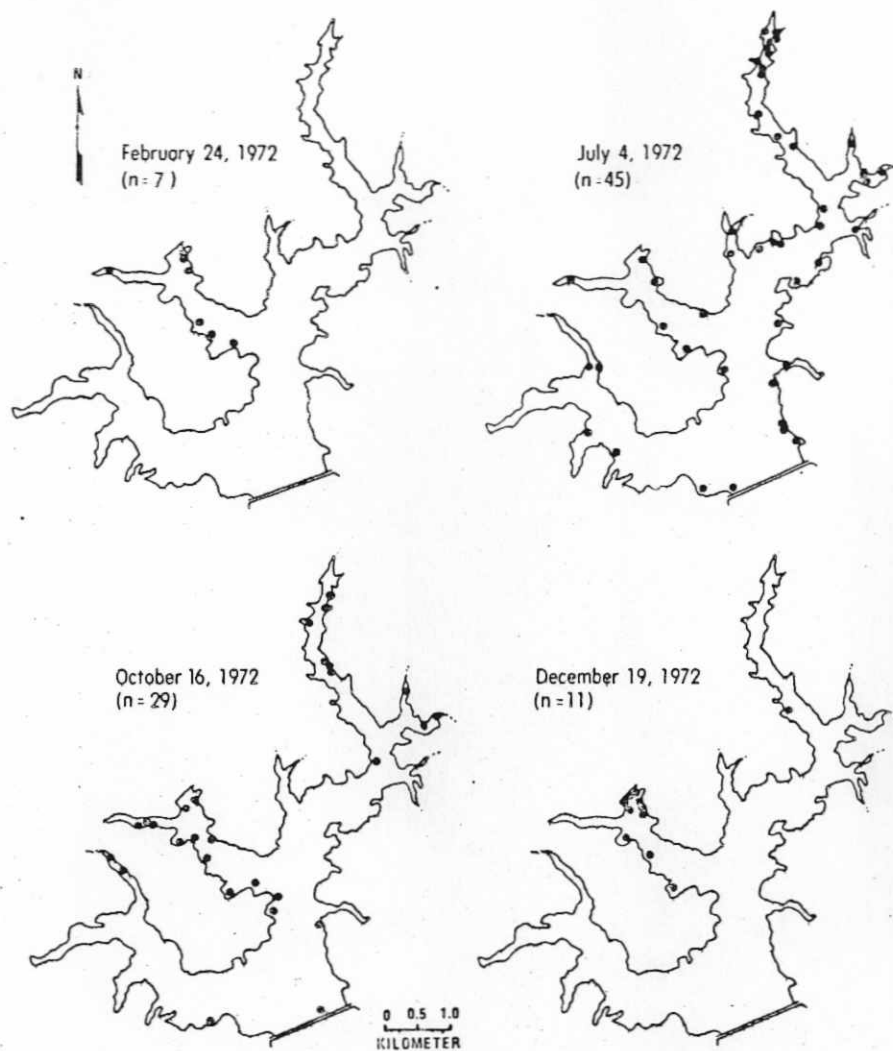 N
February 24, 1972
(n = 7 )
July 4, 1972
(n =45)
October 16, 1972
(n = 29)
December 19, 1972
(n =11)
0 0.5 1.0
KILOMETER